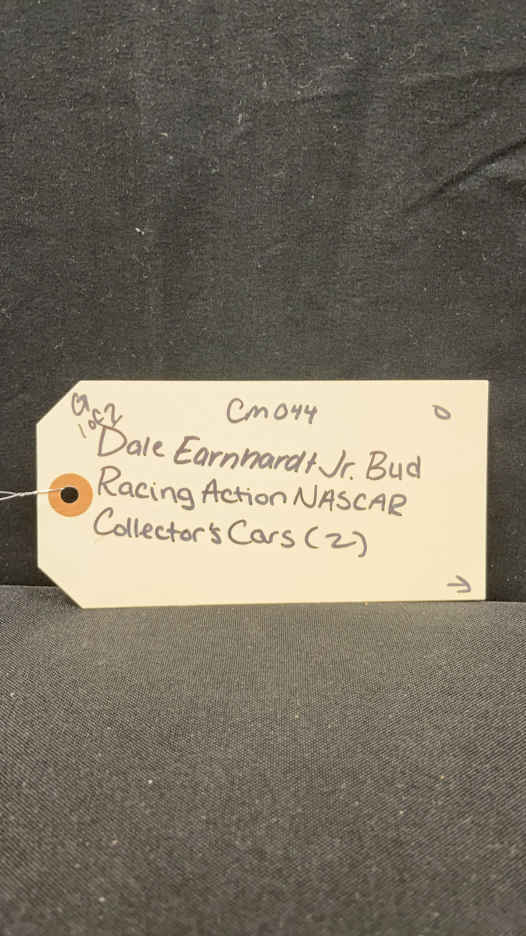 CM044
1 of 2
Dale Earnhardt Jr. Bud
Racing Action NASCAR
Collector's Cars (2)
→